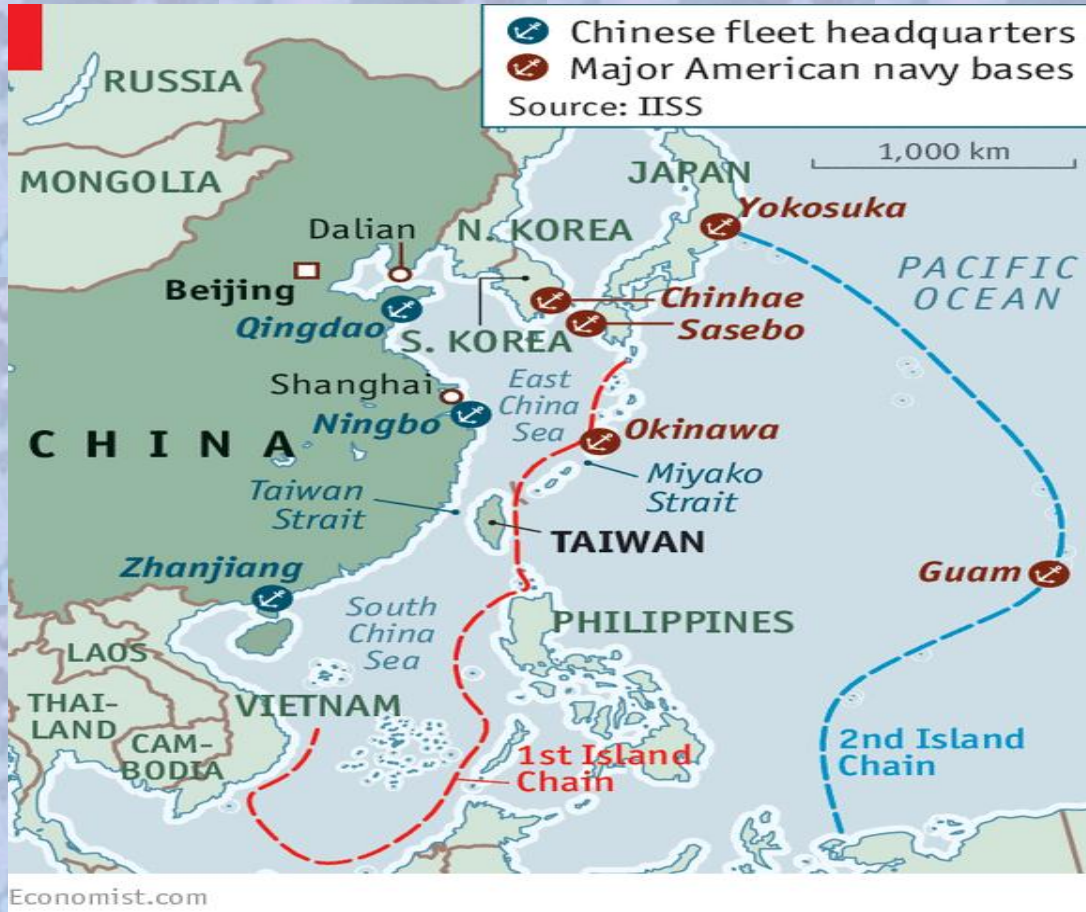 Chinese fleet headquarters
Major American navy bases
Source: IISS
1,000 km
RUSSIA
MONGOLIA
JAPAN
Yokosuka
Dalian
N. KOREA
PACIFIC
OCEAN
Beijing
Chinhae
Qingdao
Sasebo
S. KOREA
Shanghai
East
China
Sea
Ningbo
Okinawa
CHINA
Miyako
Strait
Taiwan
Strait
TAIWAN
Zhanjiang
Guam
South
China
Sea
PHILIPPINES
LAOS
THAI-
LAND
VIETNAM
CAM-
BODIA
1st Island
Chain
2nd Island
Chain
Economist.com